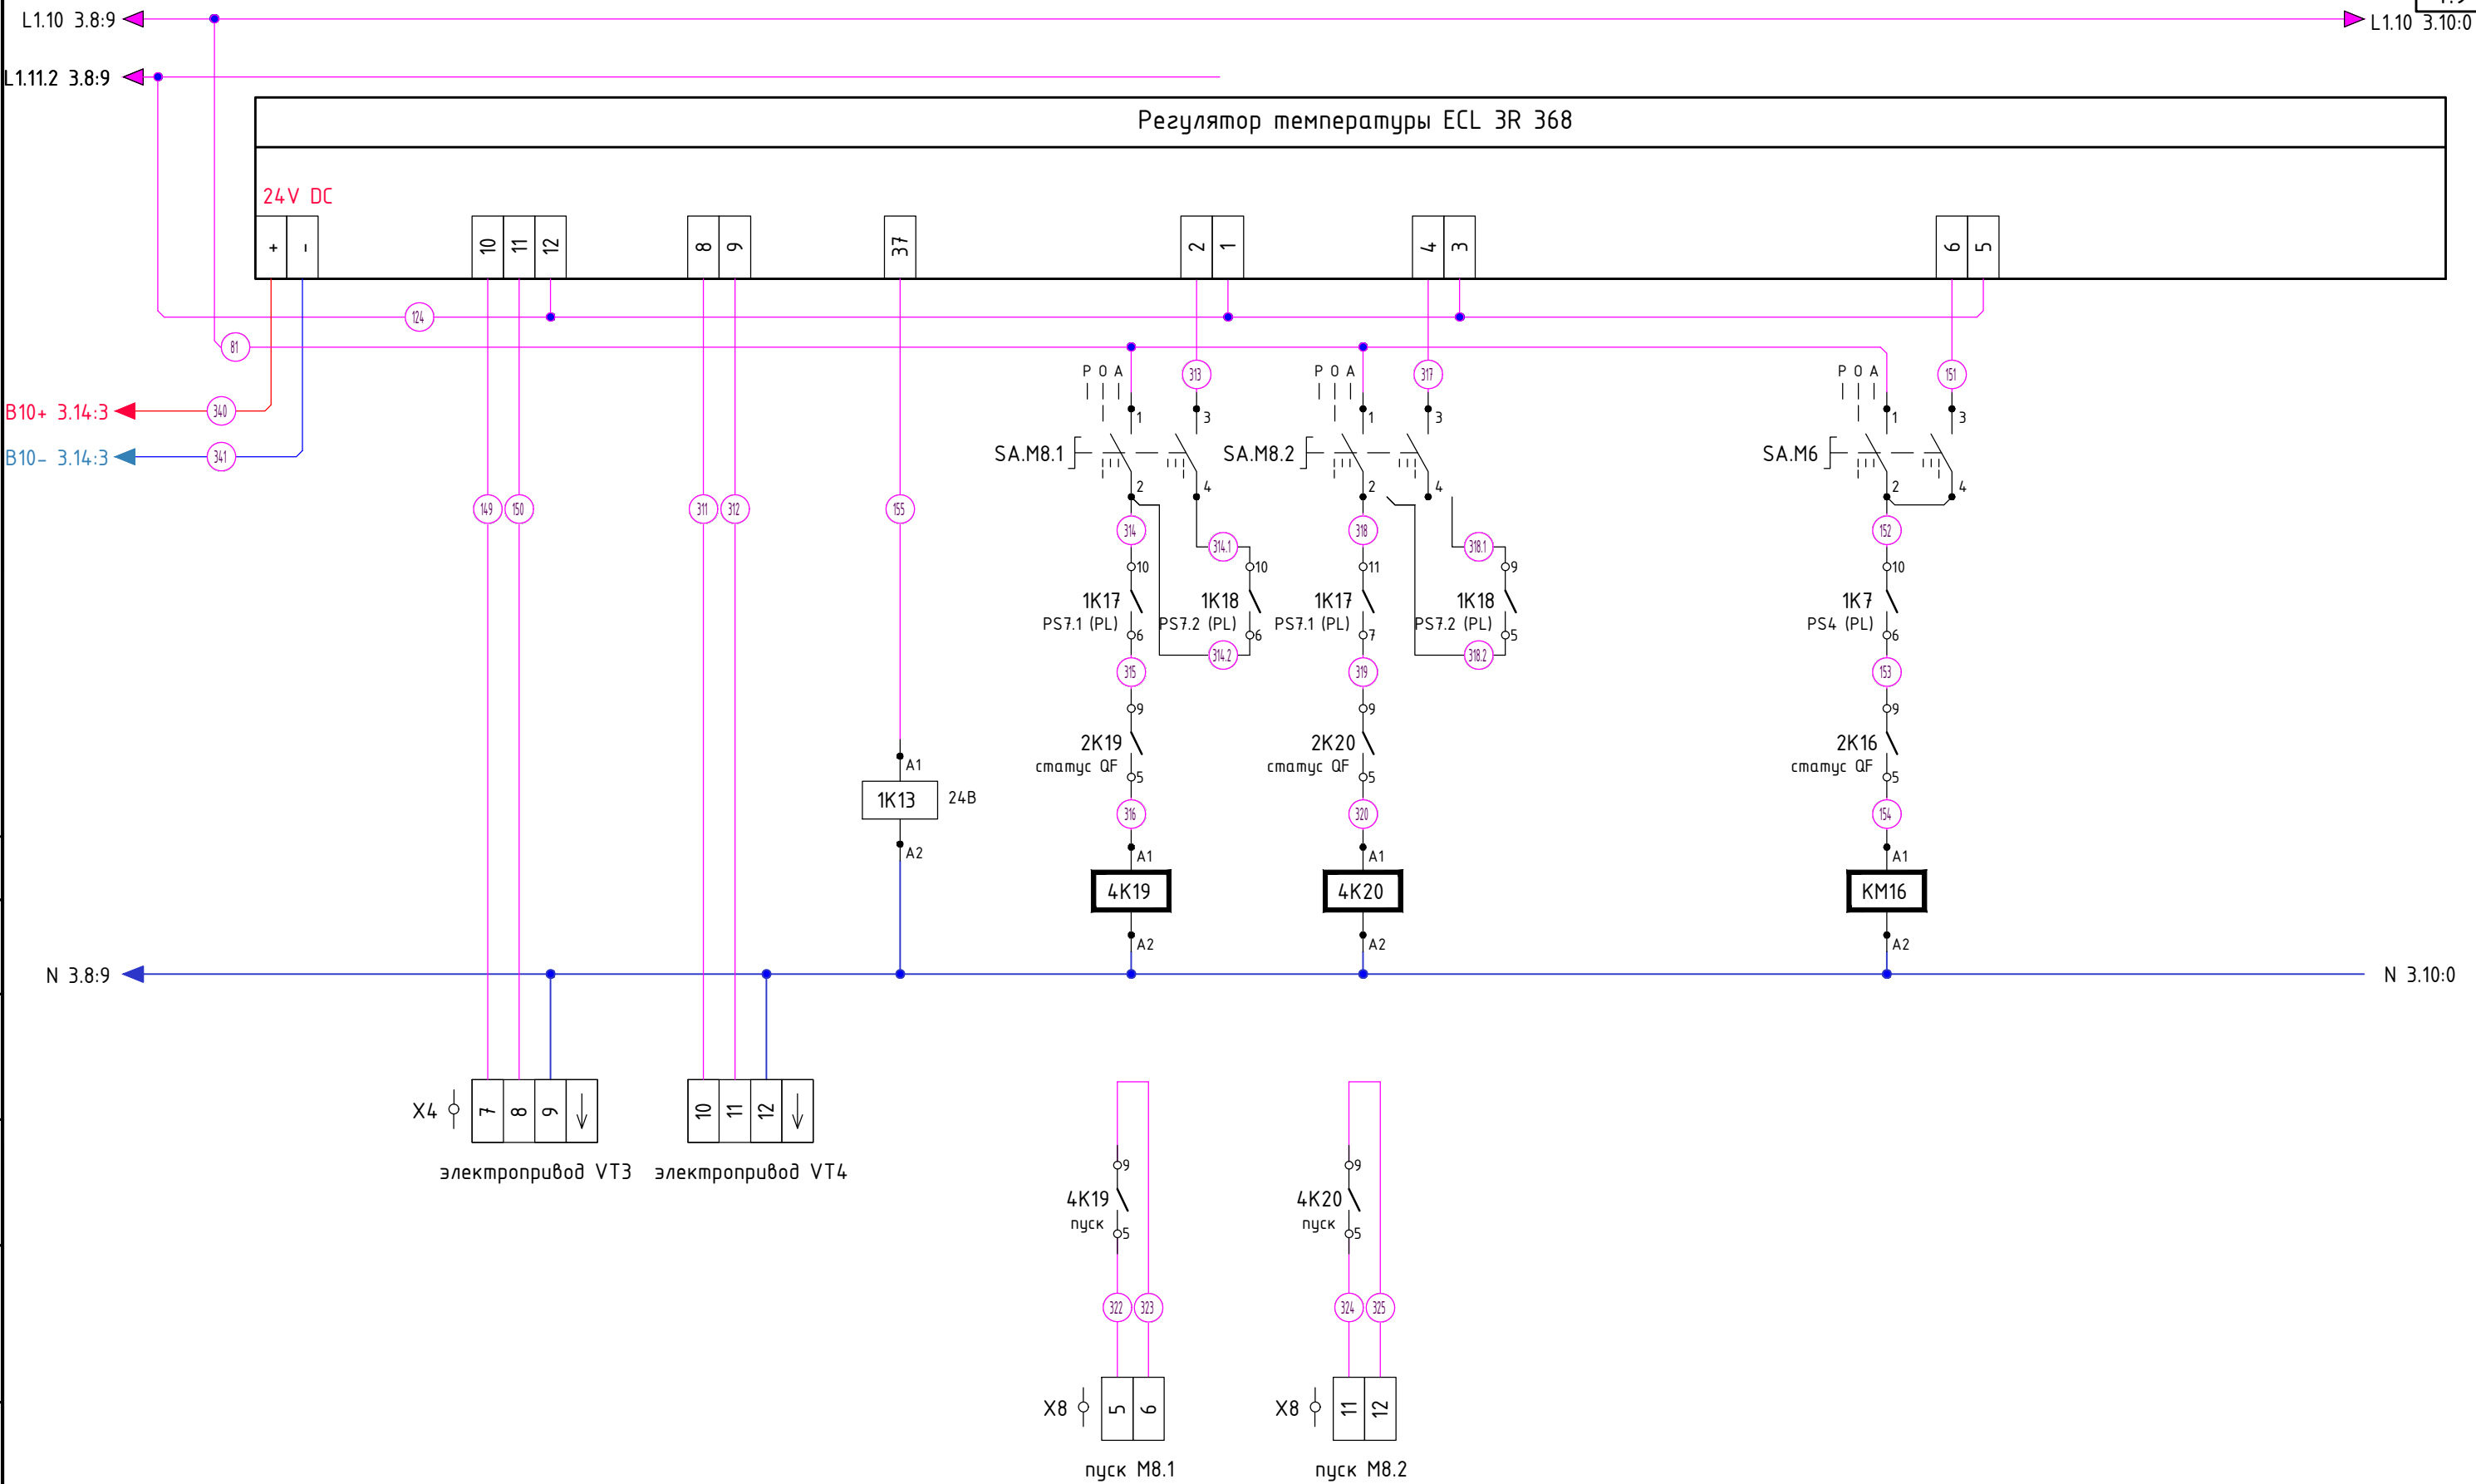 L1.10 3.8:9
L1.10 3.10:0
L1.11.2 3.8:9
Регулятор температуры ECL 3R 368
24V DC
+ - 10 11 12 8 9 37 2 1 4 3 6 5
124
81
P O A P O A P O A
313 317 151
B10+ 3.14:3 340
1 3 1 3 1 3
B10- 3.14:3 341
SA.M8.1 SA.M8.2 SA.M6
2 4 2 4 2 4
149 150 311 312 155
314 318 152
314.1 318.1
10 10 11 9 10
1K17 1K18 1K17 1K18 1K7
PS7.1 (PL) PS7.2 (PL) PS7.1 (PL) PS7.2 (PL) PS4 (PL)
6 6 7 5 6
314.2 318.2
315 319 153
9 9 9
2K19 2K20 2K16
статус QF статус QF статус QF
A1 5 5 5
1K13 24В
316 320 154
A2 A1 A1 A1
4K19 4K20 KM16
A2 A2 A2
N 3.8:9 N 3.10:0
X4 7 8 9 10 11 12
электропривод VT3 электропривод VT4
9 9
4K19 4K20
пуск пуск
5 5
322 323 324 325
X8 5 6 X8 11 12
пуск M8.1 пуск M8.2